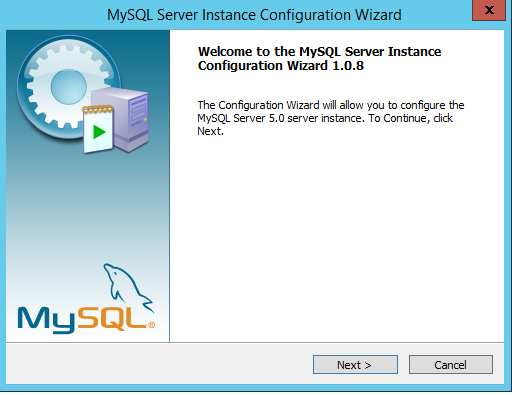 MySQL Server Instance Configuration Wizard
x
Welcome to the MySQL Server Instance
Configuration Wizard 1.0.8
The Configuration Wizard will allow you to configure the
MySQL Server 5.0 server instance. To Continue, click
Next.
MySQL®
Next >
Cancel